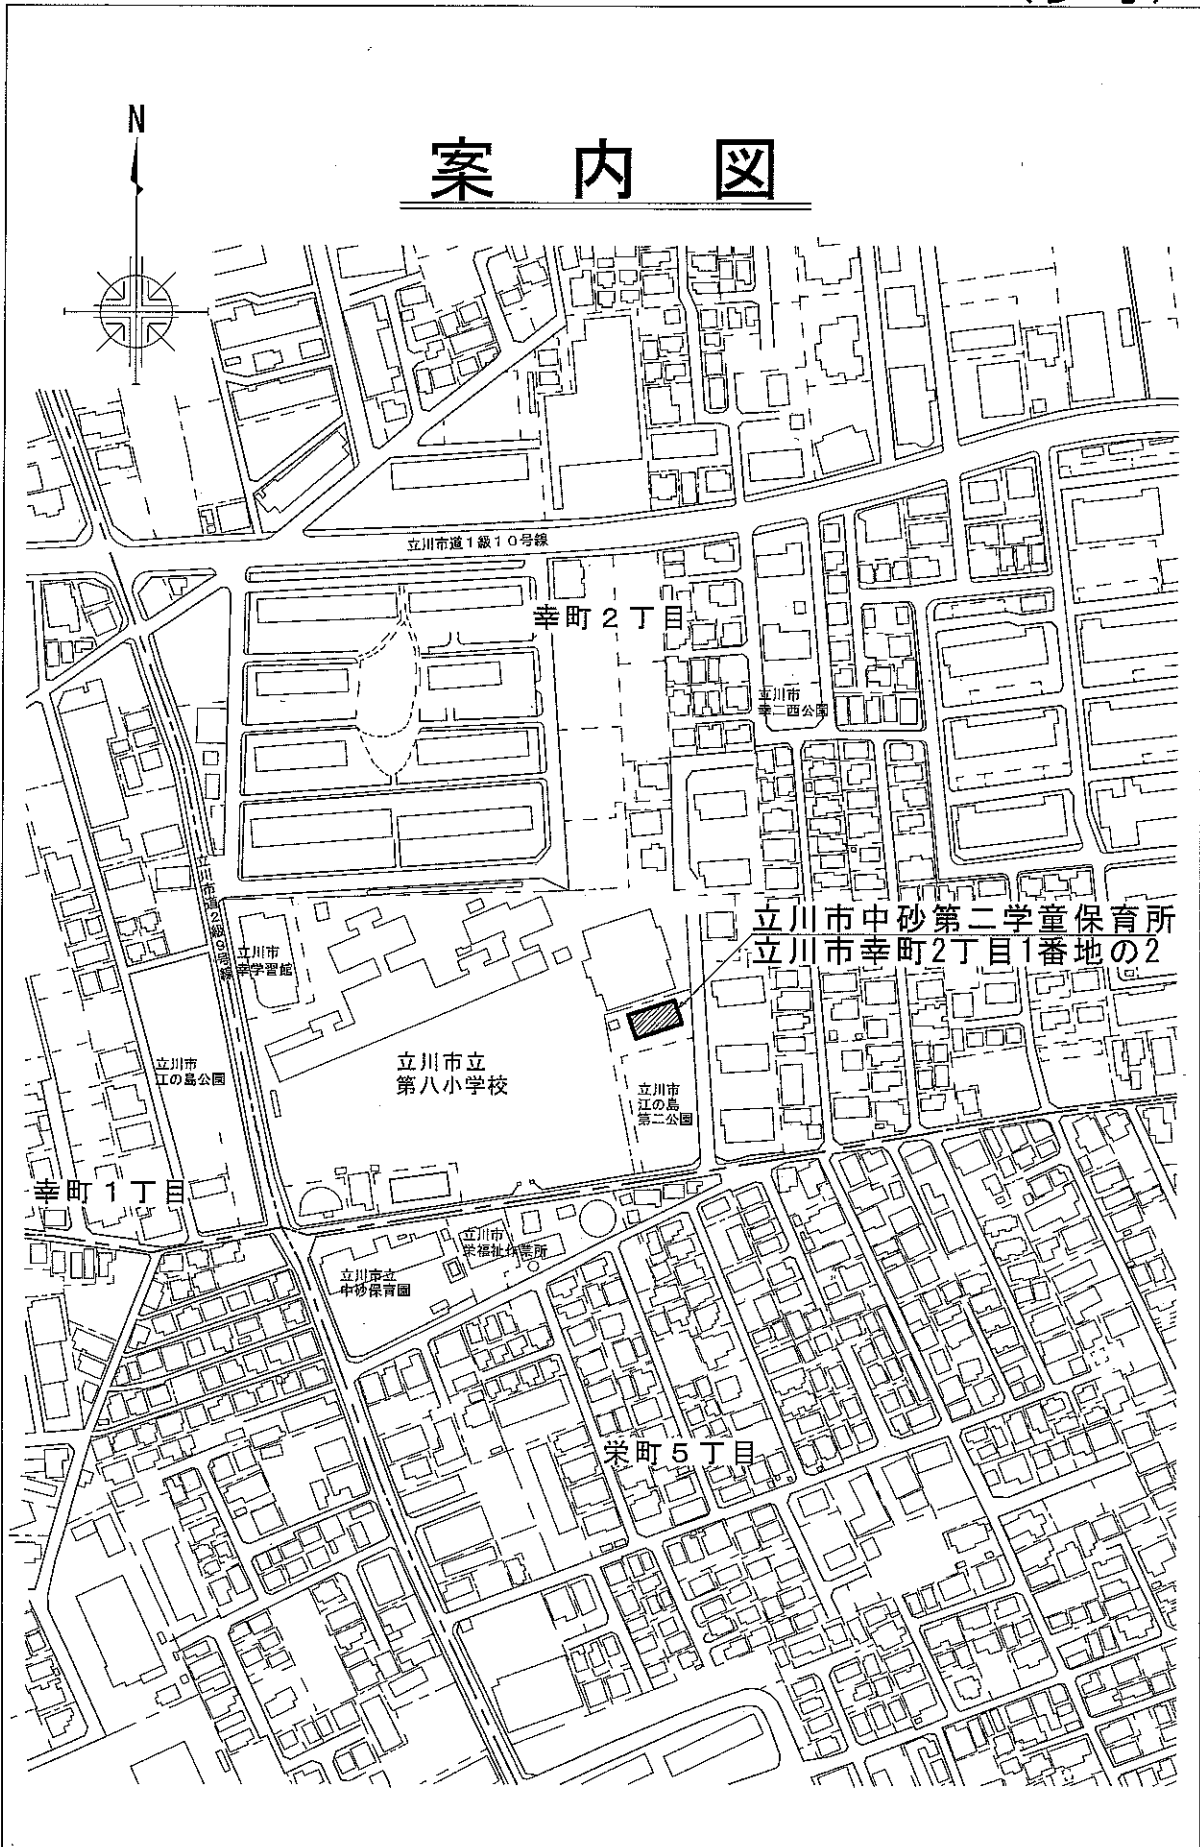 N
案内図
立川市道1級10号線
幸町2丁目
立川市
幸二西公園
立川市道2級9号線
立川市中砂第二学童保育所
立川市幸町2丁目1番地の2
立川市
幸学習館
立川市
江の島公園
立川市立
第八小学校
立川市
江の島
第二公園
幸町1丁目
立川市
栄福祉作業所
立川市立
中砂保育園
栄町5丁目